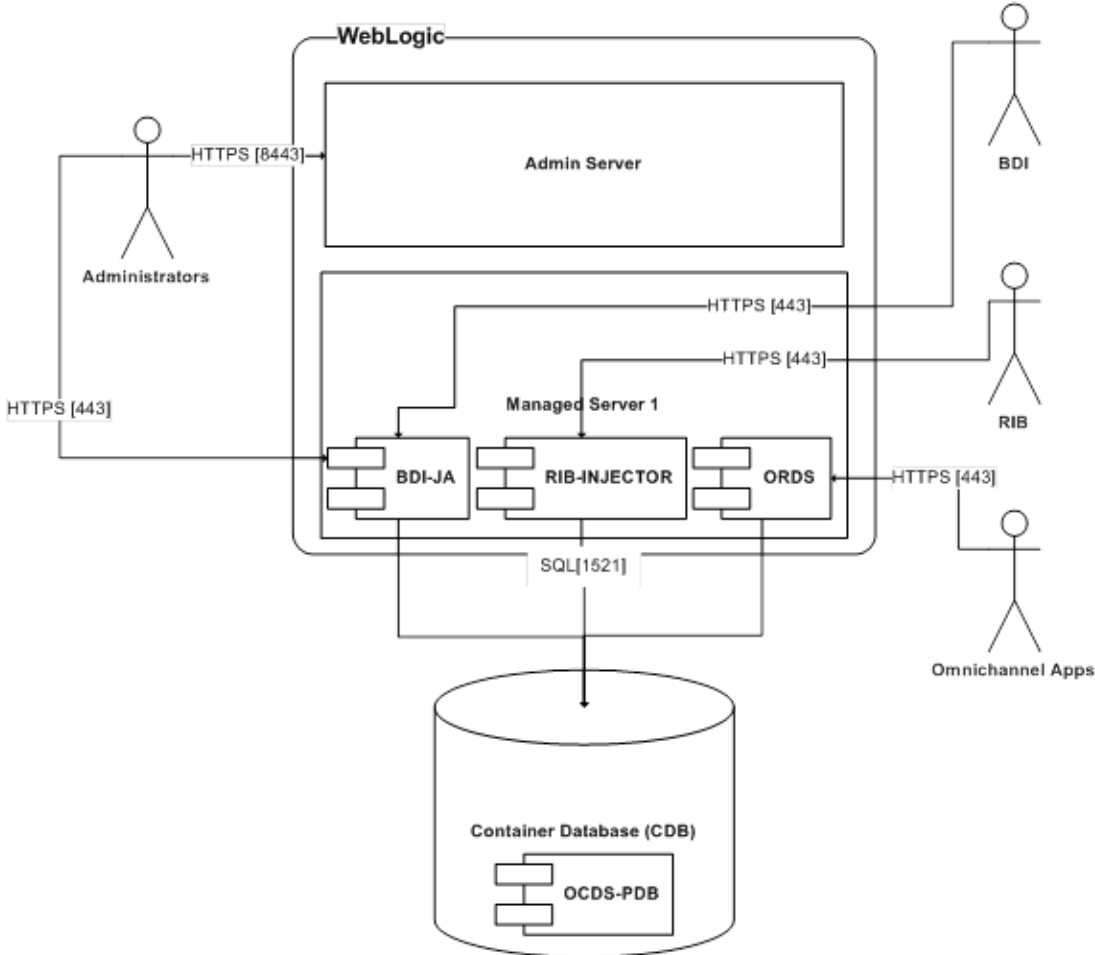 WebLogic
HTTPS [8443]
Admin Server
BDI
Administrators
HTTPS [443]
HTTPS [443]
HTTPS [443]
Managed Server 1
RIB
BDI-JA
RIB-INJECTOR
ORDS
HTTPS [443]
SQL[1521]
Omnichannel Apps
Container Database (CDB)
OCDS-PDB